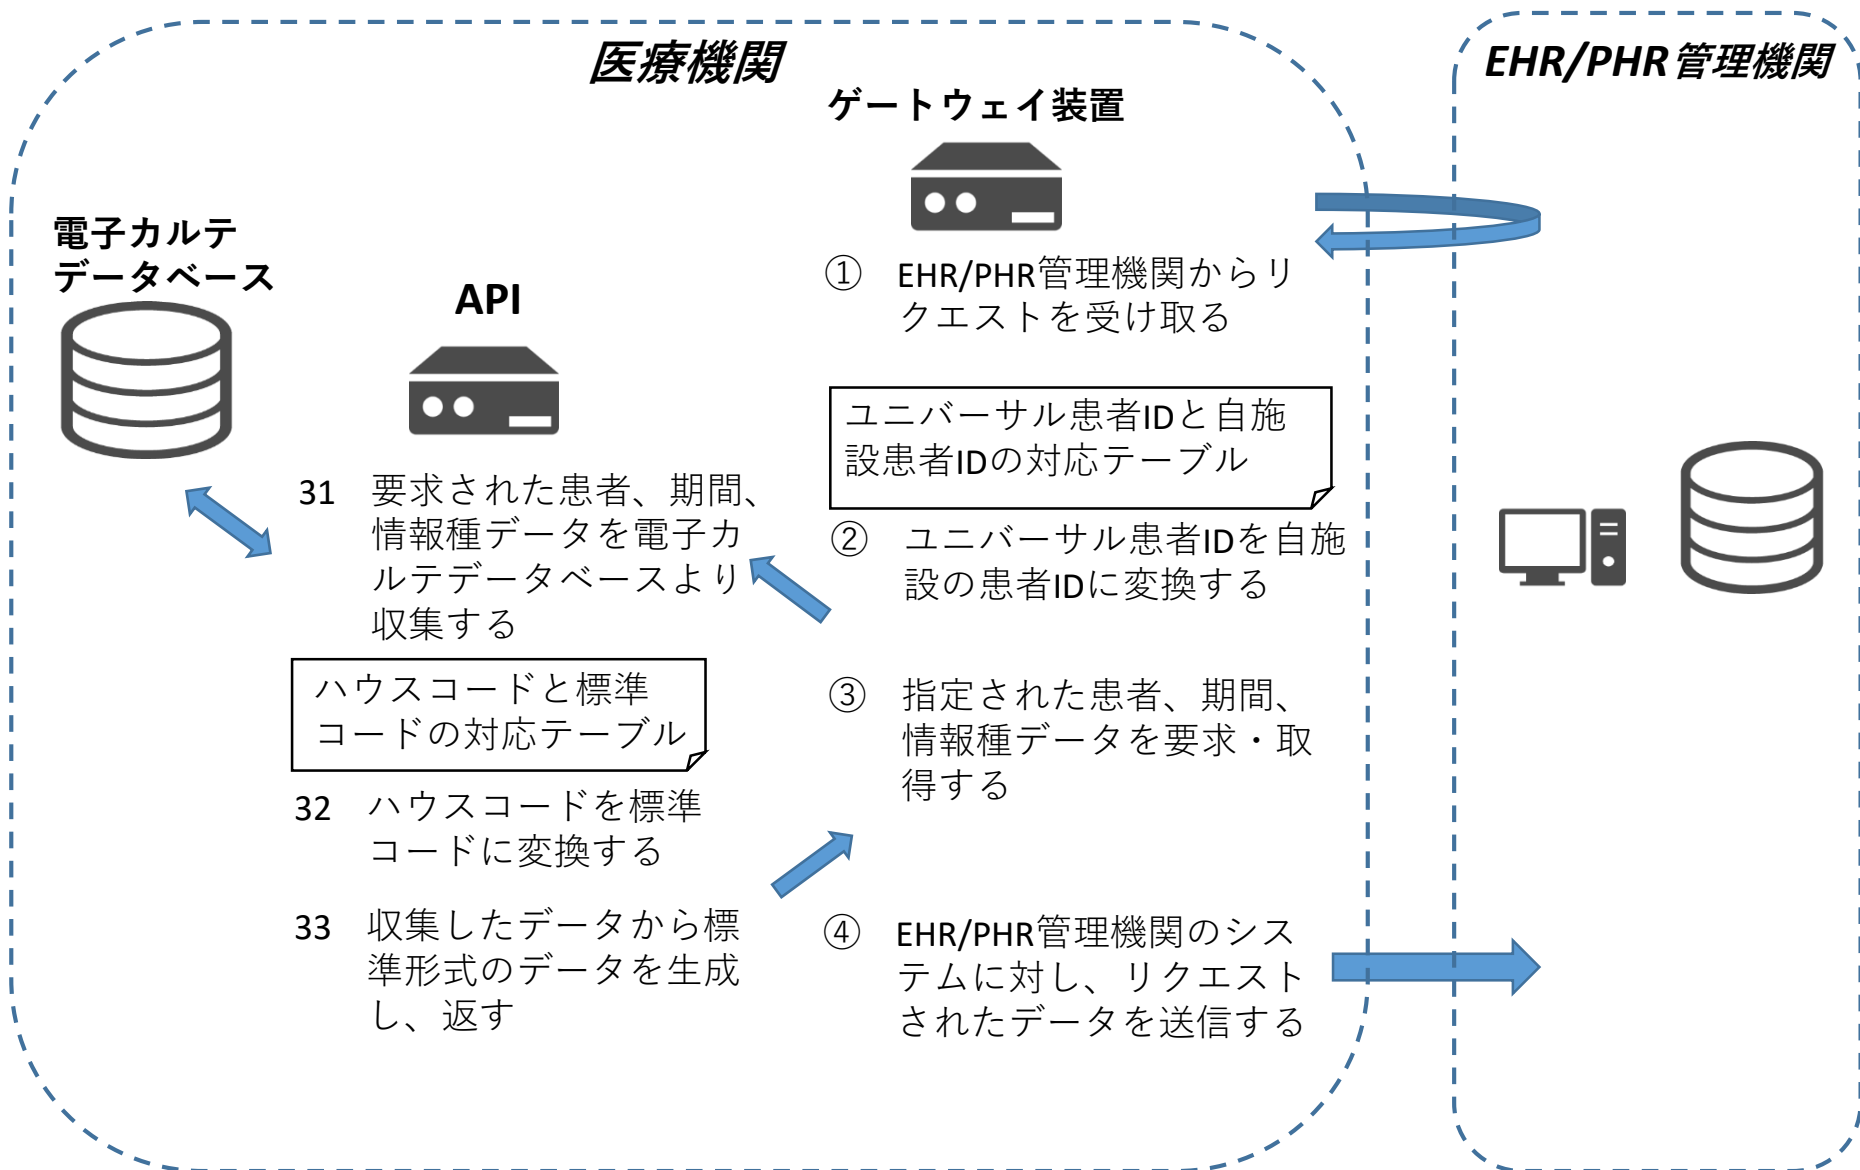 医療機関
EHR/PHR管理機関
ゲートウェイ装置
電子カルテ
データベース
API
① EHR/PHR管理機関からリ
クエストを受け取る
ユニバーサル患者IDと自施
設患者IDの対応テーブル
② ユニバーサル患者IDを自施
設の患者IDに変換する
③ 指定された患者、期間、
情報種データを要求・取
得する
④ EHR/PHR管理機関のシス
テムに対し、リクエスト
されたデータを送信する
31 要求された患者、期間、
情報種データを電子カ
ルテデータベースより
収集する
ハウスコードと標準
コードの対応テーブル
32 ハウスコードを標準
コードに変換する
33 収集したデータから標
準形式のデータを生成
し、返す